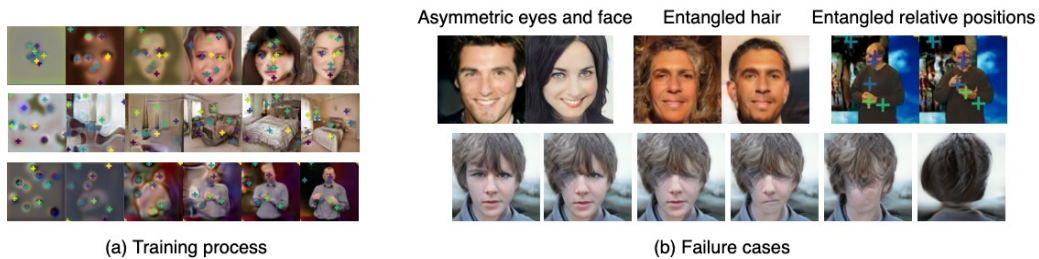 Asymmetric eyes and face
Entangled hair
Entangled relative positions
(a) Training process
(b) Failure cases